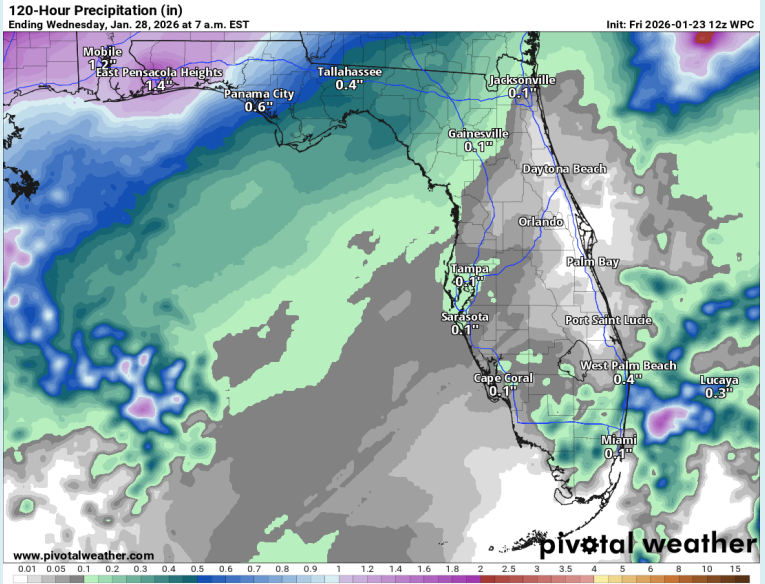 120-Hour Precipitation (in)
Ending Wednesday, Jan. 28, 2026 at 7 a.m. EST
Init: Fri 2026-01-23 12z WPC
Mobile
1.2"
East Pensacola Heights
1.4"
Panama City
0.6"
Tallahassee
0.4"
Jacksonville
0.1"
Gainesville
0.1"
Daytona Beach
Orlando
Palm Bay
Tampa
0.1"
Sarasota
0.1"
Port Saint Lucie
Cape Coral
0.1"
West Palm Beach
0.4"
Lucaya
0.3"
Miami
0.1"
pivotal weather
www.pivotalweather.com
0.01 0.05 0.1 0.2 0.3 0.4 0.5 0.6 0.7 0.8 0.9 1 1.2 1.4 1.6 1.8 2 2.5 3 3.5 4 6 8 10 15